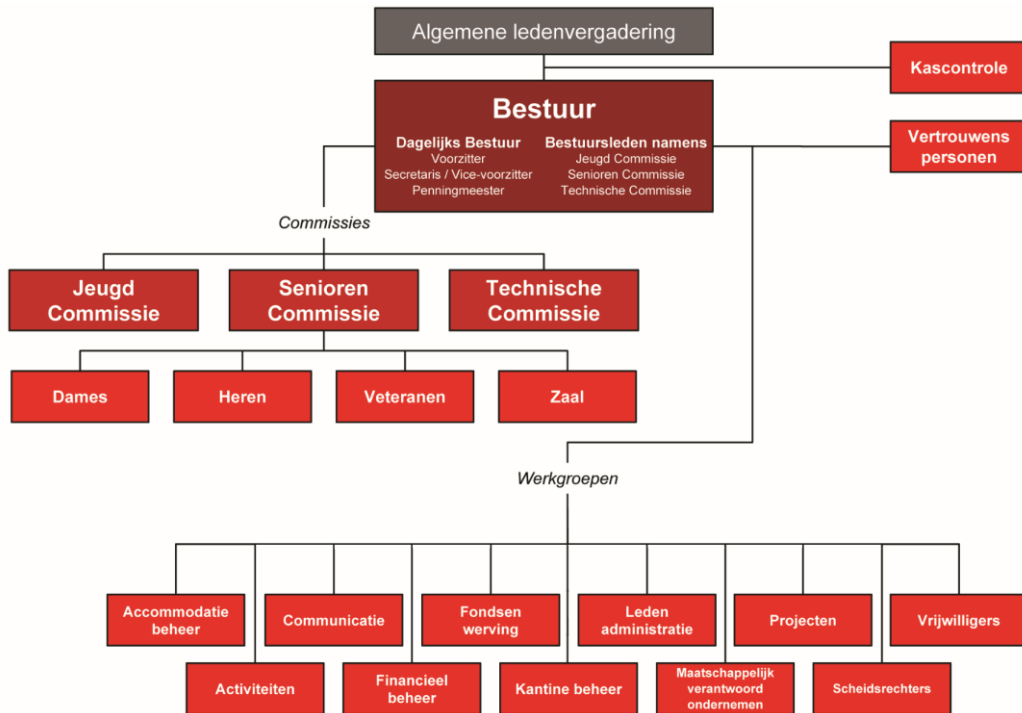 Algemene ledenvergadering
Kascontrole
Bestuur
Dagelijks Bestuur
Voorzitter
Secretaris / Vice-voorzitter
Penningmeester
Bestuursleden namens
Jeugd Commissie
Senioren Commissie
Technische Commissie
Vertrouwens
personen
Commissies
Jeugd
Commissie
Senioren
Commissie
Technische
Commissie
Dames
Heren
Veteranen
Zaal
Werkgroepen
Accommodatie
beheer
Communicatie
Fondsen
werving
Leden
administratie
Projecten
Vrijwilligers
Activiteiten
Financieel
beheer
Kantine beheer
Maatschappelijk
verantwoord
ondernemen
Scheidsrechters